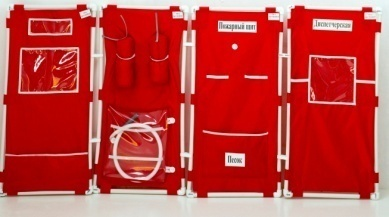 Пожарный щит
Диспетчерская
Песок